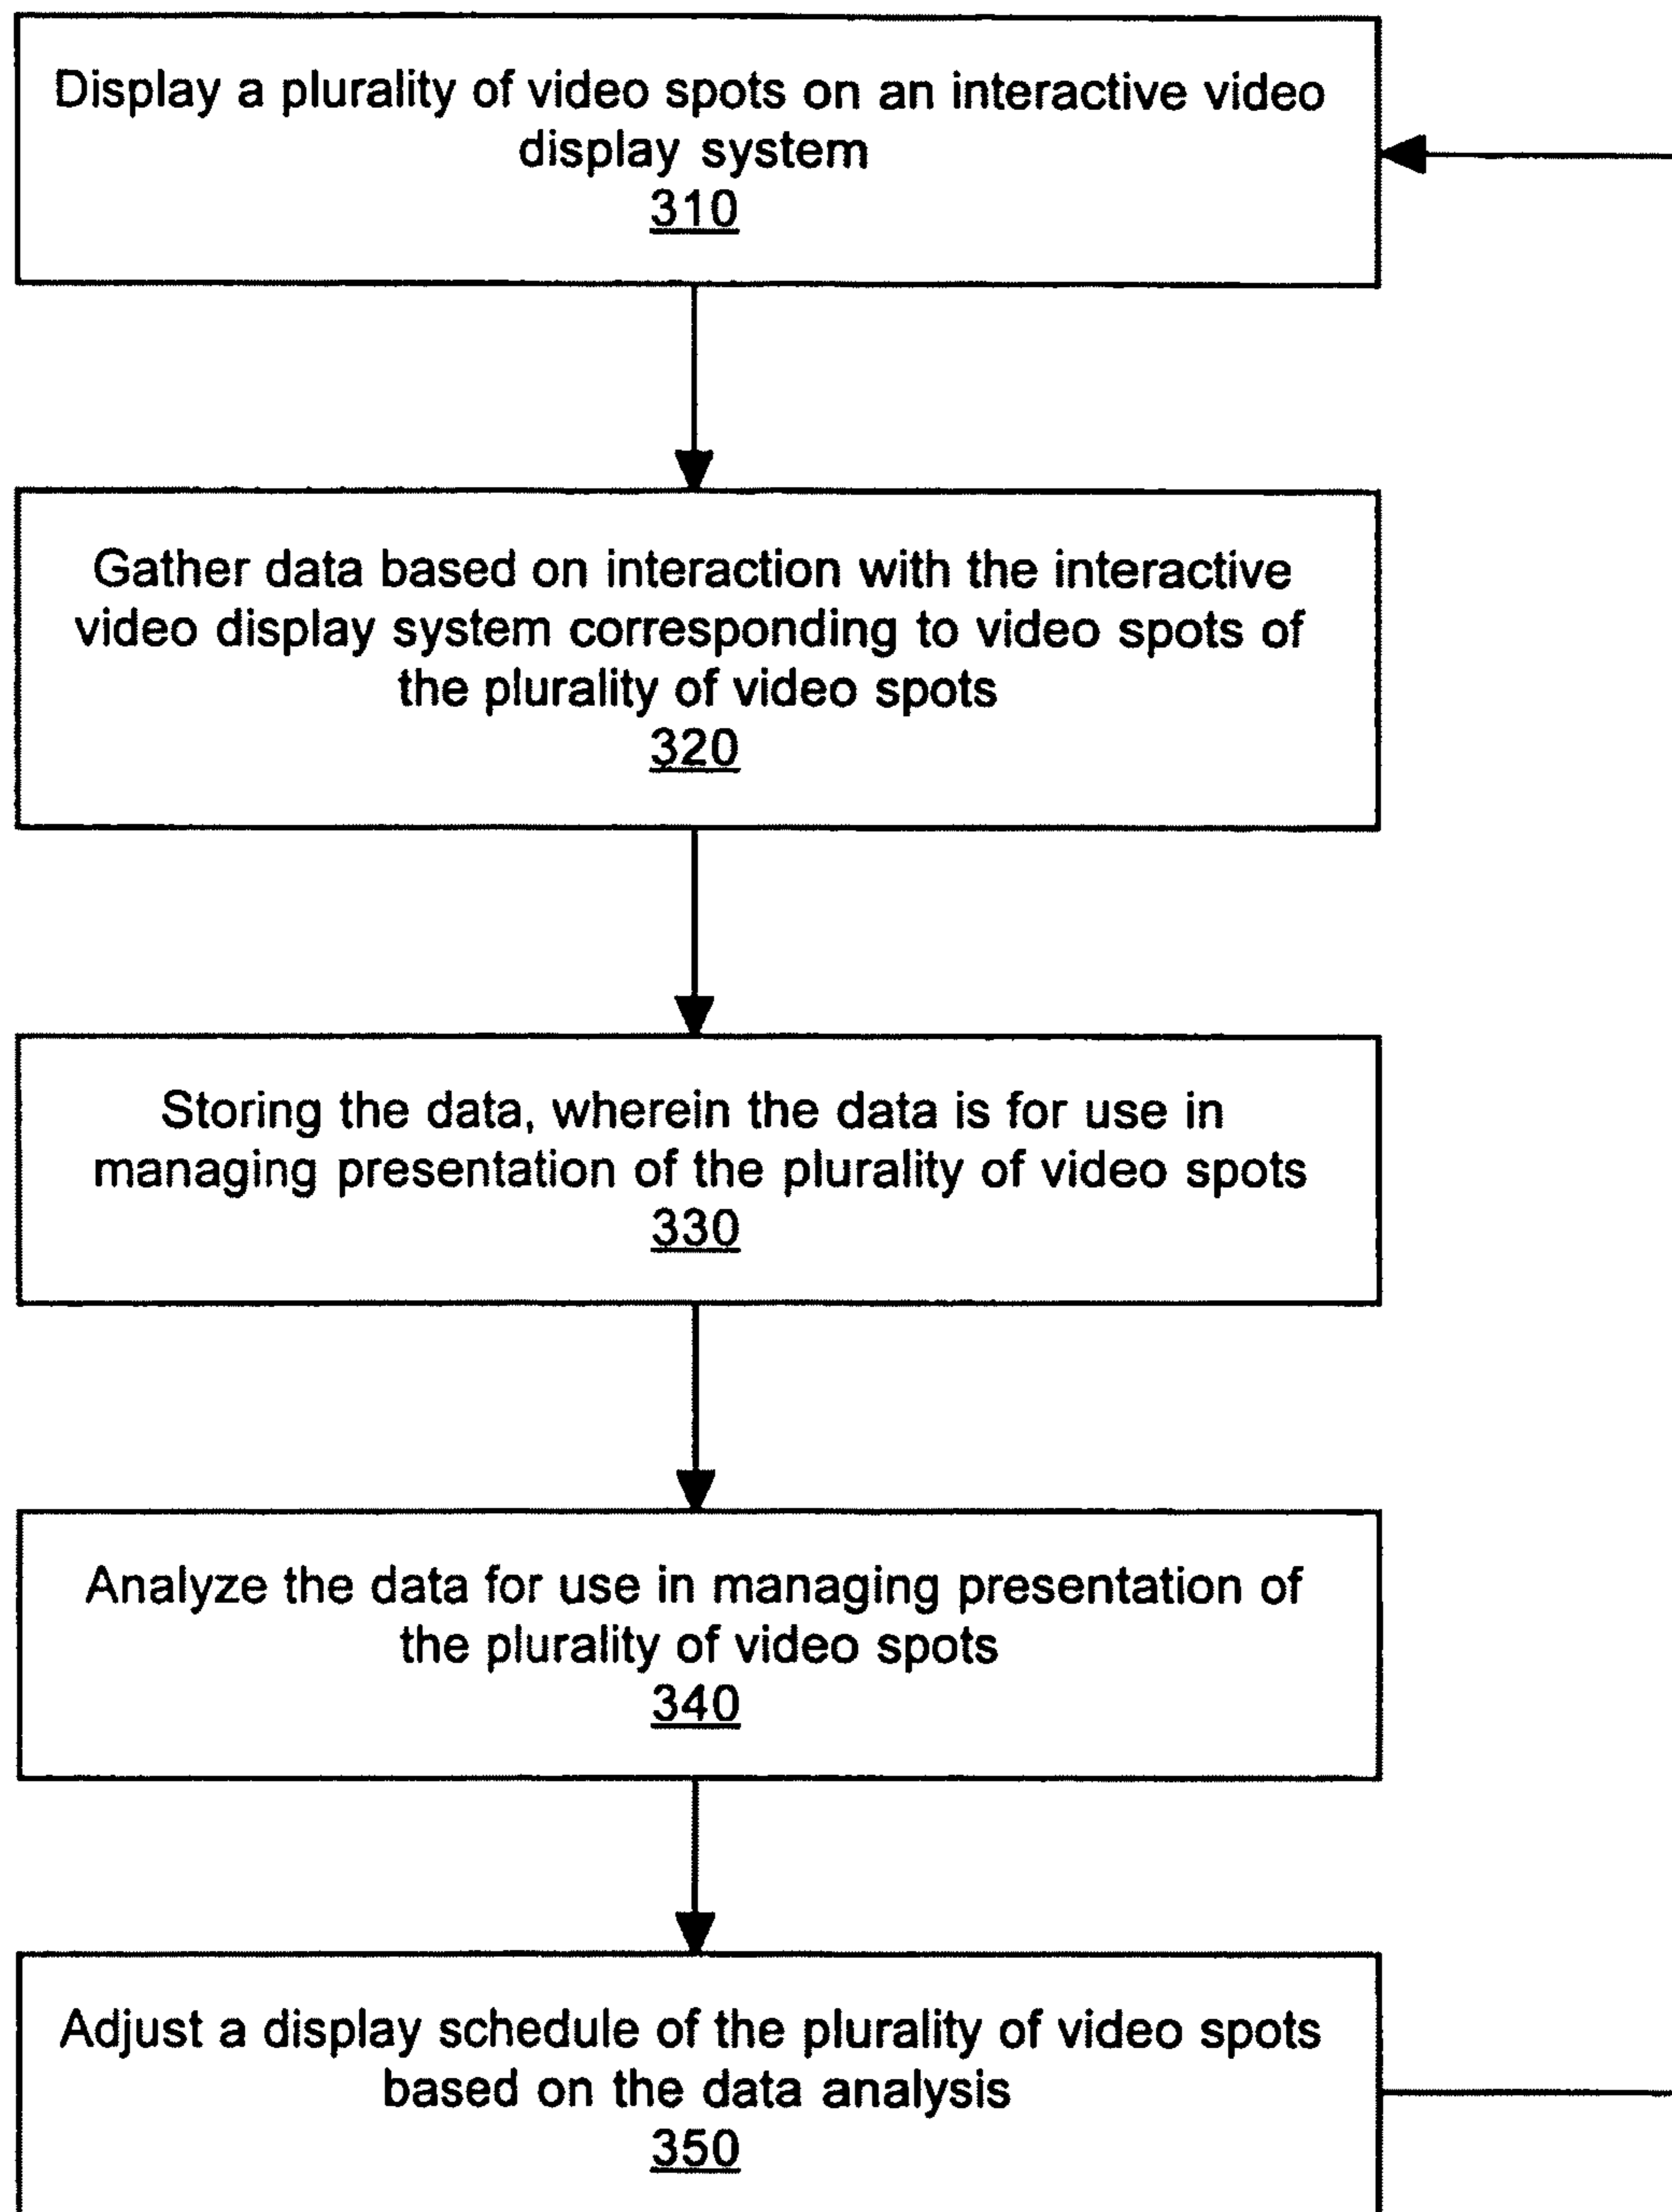 Display a plurality of video spots on an interactive video
display system
310
Gather data based on interaction with the interactive
video display system corresponding to video spots of
the plurality of video spots
320
Storing the data, wherein the data is for use in
managing presentation of the plurality of video spots
330
Analyze the data for use in managing presentation of
the plurality of video spots
340
Adjust a display schedule of the plurality of video spots
based on the data analysis
350